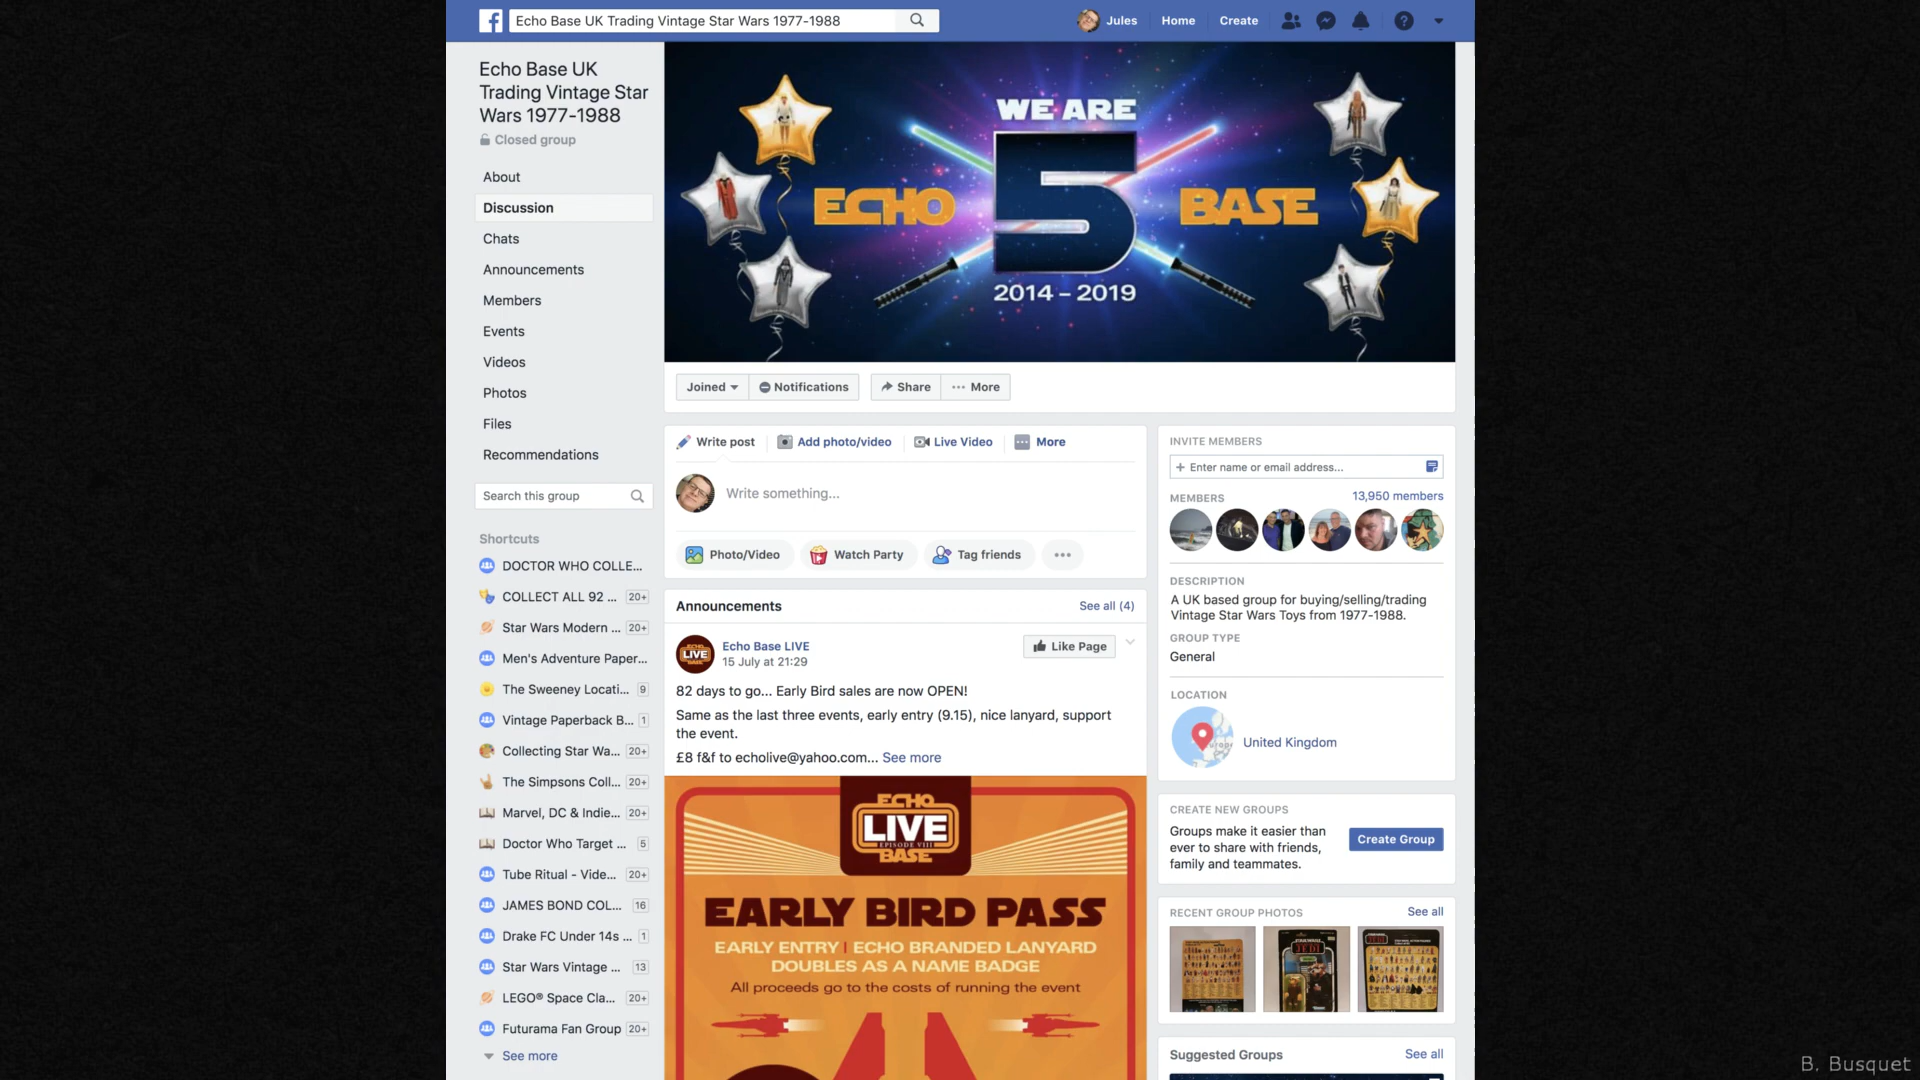 Echo Base UK Trading Vintage Star Wars 1977-1988
Jules
Home
Create
Echo Base UK
Trading Vintage Star
Wars 1977-1988
Closed group
About
Discussion
Chats
Announcements
Members
Events
Videos
Photos
Files
Recommendations
Search this group
Shortcuts
DOCTOR WHO COLLE...
COLLECT ALL 92 ... 20+
Star Wars Modern ... 20+
Men's Adventure Paper...
The Sweeney Locati... 9
Vintage Paperback B... 1
Collecting Star Wa... 20+
The Simpsons Coll... 20+
Marvel, DC & Indie... 20+
Doctor Who Target ... 5
Tube Ritual - Vide... 20+
JAMES BOND COL... 16
Drake FC Under 14s ... 1
Star Wars Vintage ... 13
LEGO® Space Cla... 20+
Futurama Fan Group 20+
See more
WE ARE
ECHO 5 BASE
2014 – 2019
Joined
Notifications
Share
More
Write post
Add photo/video
Live Video
More
Write something...
Photo/Video
Watch Party
Tag friends
Announcements
See all (4)
ECHO
LIVE
BASE
Echo Base LIVE
15 July at 21:29
Like Page
82 days to go... Early Bird sales are now OPEN!
Same as the last three events, early entry (9.15), nice lanyard, support
the event.
£8 f&f to echolive@yahoo.com... See more
ECHO
LIVE
EPISODE VIII
BASE
EARLY BIRD PASS
EARLY ENTRY | ECHO BRANDED LANYARD
DOUBLES AS A NAME BADGE
All proceeds go to the costs of running the event
INVITE MEMBERS
+ Enter name or email address...
MEMBERS
13,950 members
DESCRIPTION
A UK based group for buying/selling/trading
Vintage Star Wars Toys from 1977-1988.
GROUP TYPE
General
LOCATION
United Kingdom
CREATE NEW GROUPS
Groups make it easier than
ever to share with friends,
family and teammates.
Create Group
RECENT GROUP PHOTOS
See all
JEDI
Suggested Groups
See all
B. Busquet